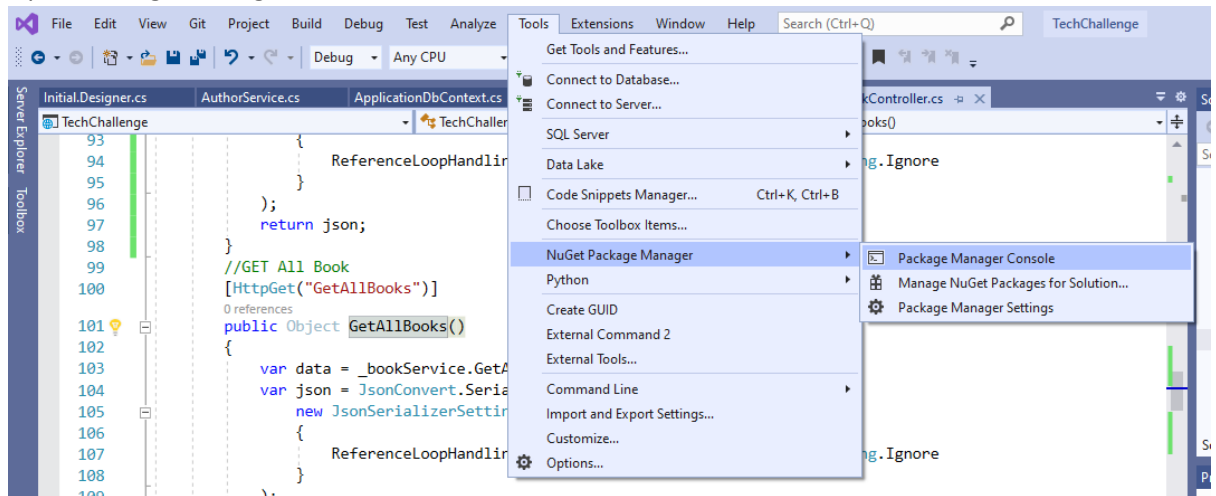 File Edit View Git Project Build Debug Test Analyze Tools Extensions Window Help Search (Ctrl+Q) TechChallenge
Debug Any CPU
Server Explorer
Toolbox
Initial.Designer.cs AuthorService.cs ApplicationDbContext.cs kController.cs
TechChallenge TechChaller ooks()
93 {
94 ReferenceLoopHandlin ng.Ignore
95 }
96 );
97 return json;
98 }
99 //GET All Book
100 [HttpGet("GetAllBooks")]
0 references
101 public Object GetAllBooks()
102 {
103 var data = _bookService.GetA
104 var json = JsonConvert.Seria
105 new JsonSerializerSettin
106 {
107 ReferenceLoopHandlin ng.Ignore
108 }
109 );
Get Tools and Features...
Connect to Database...
Connect to Server...
SQL Server
Data Lake
Code Snippets Manager... Ctrl+K, Ctrl+B
Choose Toolbox Items...
NuGet Package Manager
Python
Create GUID
External Command 2
External Tools...
Command Line
Import and Export Settings...
Customize...
Options...
Package Manager Console
Manage NuGet Packages for Solution...
Package Manager Settings